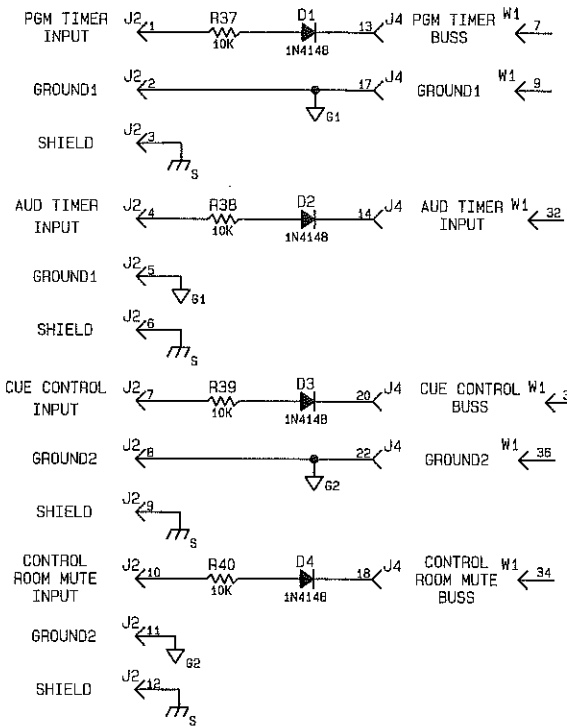 PGM TIMER INPUT J2 1 R37 10K D1 1N4148 13 J4 PGM TIMER BUSS W1 7
GROUND1 J2 2 G1 17 J4 GROUND1 W1 9
SHIELD J2 3 S
AUD TIMER INPUT J2 4 R38 10K D2 1N4148 14 J4 AUD TIMER INPUT W1 32
GROUND1 J2 5 G1
SHIELD J2 6 S
CUE CONTROL INPUT J2 7 R39 10K D3 1N4148 20 J4 CUE CONTROL BUSS W1 3
GROUND2 J2 8 G2 22 J4 GROUND2 W1 36
SHIELD J2 9 S
CONTROL ROOM MUTE INPUT J2 10 R40 10K D4 1N4148 18 J4 CONTROL ROOM MUTE BUSS W1 34
GROUND2 J2 11 G2
SHIELD J2 12 S